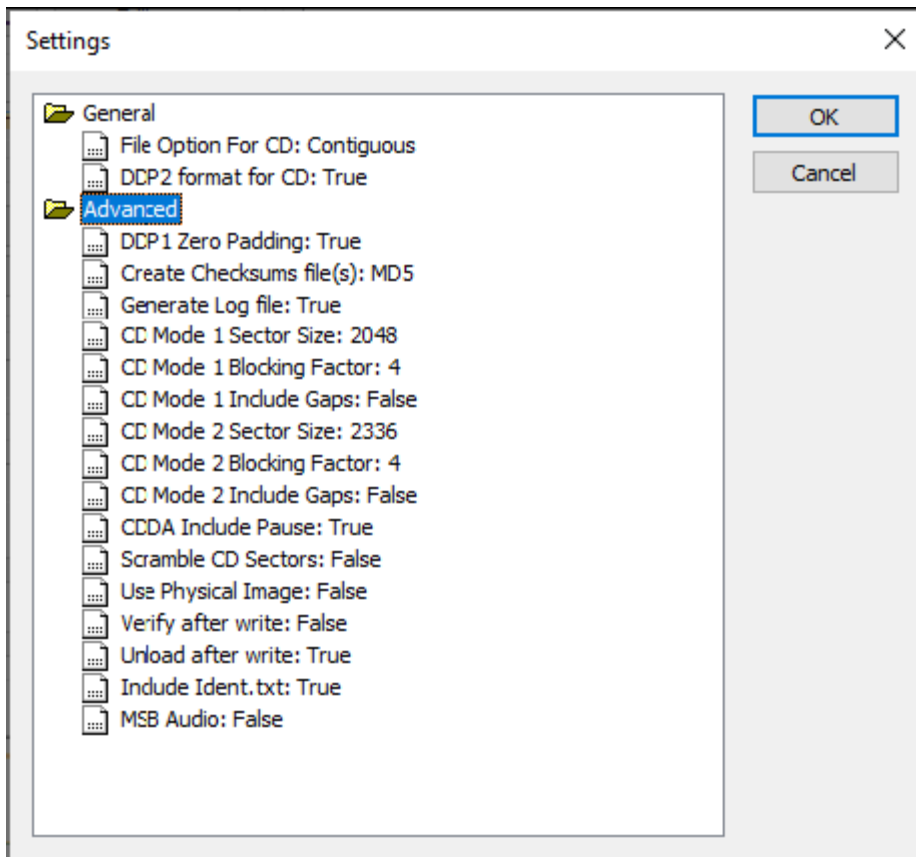 Settings
General
File Option For CD: Contiguous
DDP2 format for CD: True
Advanced
DDP1 Zero Padding: True
Create Checksums file(s): MD5
Generate Log file: True
CD Mode 1 Sector Size: 2048
CD Mode 1 Blocking Factor: 4
CD Mode 1 Include Gaps: False
CD Mode 2 Sector Size: 2336
CD Mode 2 Blocking Factor: 4
CD Mode 2 Include Gaps: False
CDDA Include Pause: True
Scramble CD Sectors: False
Use Physical Image: False
Verify after write: False
Unload after write: True
Include Ident.txt: True
MSB Audio: False
OK
Cancel